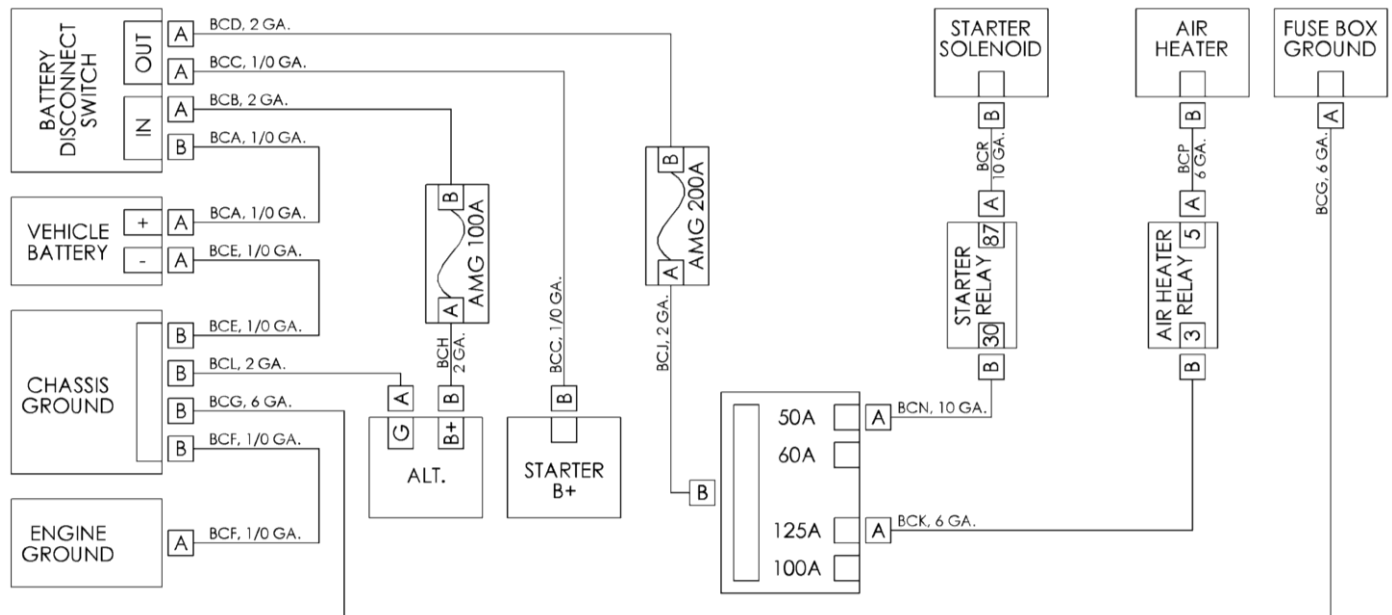 BATTERY
DISCONNECT
SWITCH
OUT
IN
A
BCD, 2 GA.
A
BCC, 1/0 GA.
A
BCB, 2 GA.
B
BCA, 1/0 GA.
VEHICLE
BATTERY
+
-
A
BCA, 1/0 GA.
A
BCE, 1/0 GA.
CHASSIS
GROUND
B
BCE, 1/0 GA.
B
BCL, 2 GA.
B
BCG, 6 GA.
B
BCF, 1/0 GA.
ENGINE
GROUND
A
BCF, 1/0 GA.
B
AMG 100A
A
BCH
2 GA.
A
B
G
B+
ALT.
BCC, 1/0 GA.
B
STARTER
B+
B
AMG 200A
A
BCJ, 2 GA.
B
50A
60A
125A
100A
A
BCN, 10 GA.
A
BCK, 6 GA.
STARTER
SOLENOID
B
BCR
10 GA.
A
87
STARTER
RELAY
30
B
AIR
HEATER
B
BCP
6 GA.
A
5
AIR HEATER
RELAY
3
B
FUSE BOX
GROUND
A
BCG, 6 GA.